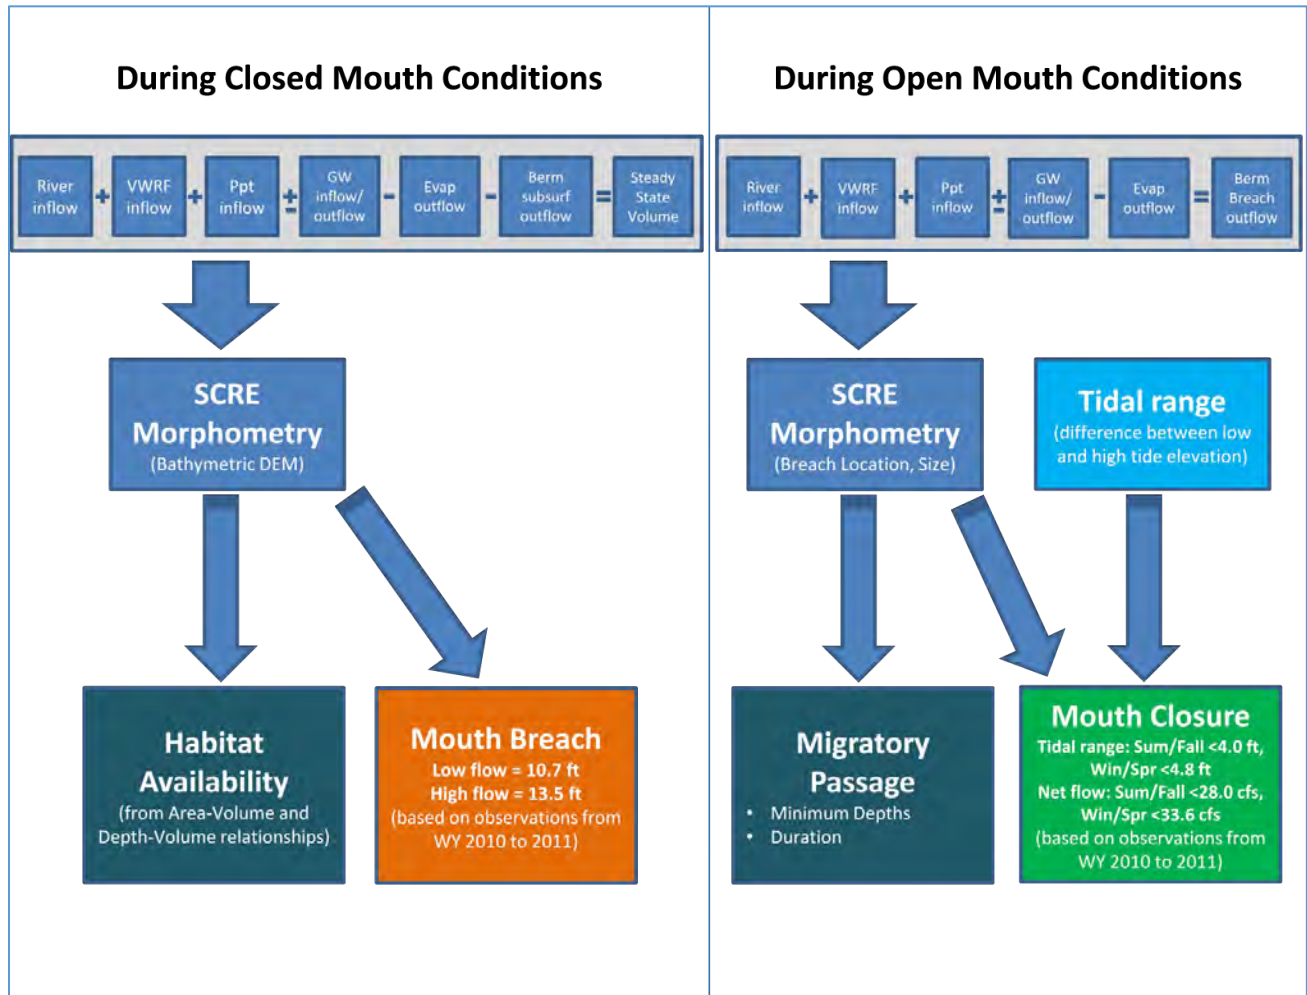 During Closed Mouth Conditions
River
inflow
+
VWRF
inflow
+
Ppt
inflow
±
GW
inflow/
outflow
-
Evap
outflow
-
Berm
subsurf
outflow
=
Steady
State
Volume
SCRE
Morphometry
(Bathymetric DEM)
Habitat
Availability
(from Area-Volume and
Depth-Volume relationships)
Mouth Breach
Low flow = 10.7 ft
High flow = 13.5 ft
(based on observations from
WY 2010 to 2011)
During Open Mouth Conditions
River
inflow
+
VWRF
inflow
+
Ppt
inflow
±
GW
inflow/
outflow
-
Evap
outflow
=
Berm
Breach
outflow
SCRE
Morphometry
(Breach Location, Size)
Tidal range
(difference between low
and high tide elevation)
Migratory
Passage
• Minimum Depths
• Duration
Mouth Closure
Tidal range: Sum/Fall <4.0 ft,
Win/Spr <4.8 ft
Net flow: Sum/Fall <28.0 cfs,
Win/Spr <33.6 cfs
(based on observations from
WY 2010 to 2011)